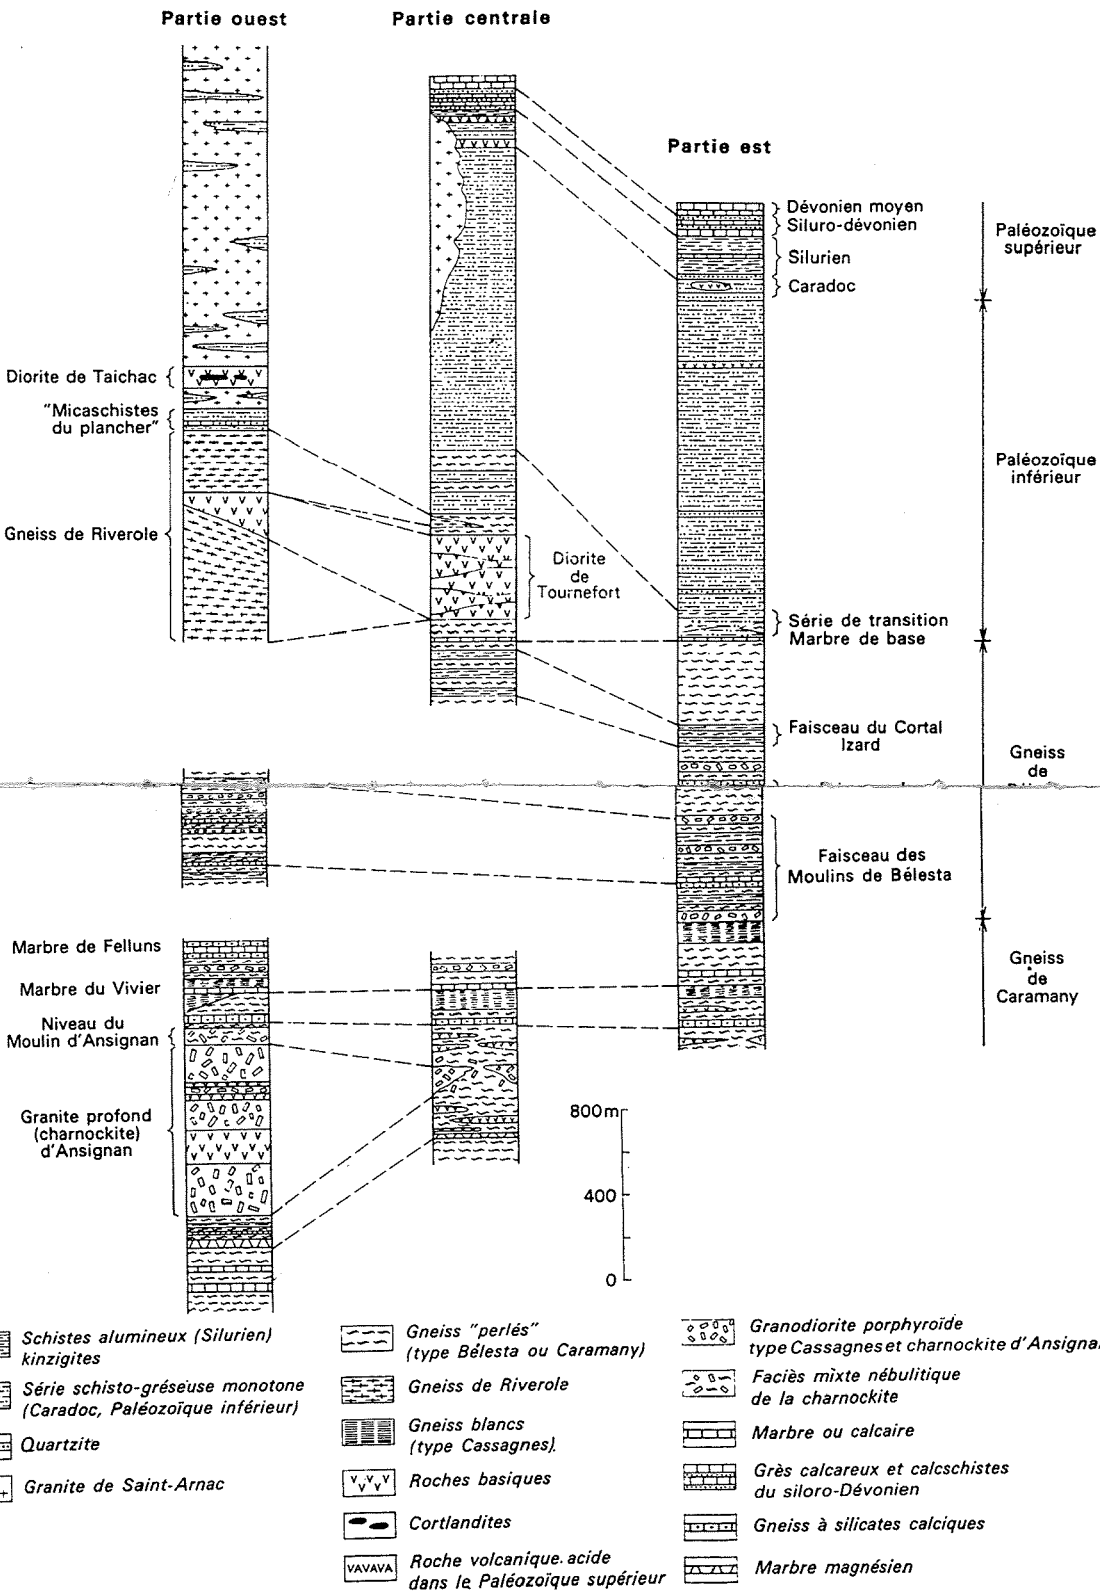 Partie ouest
Partie centrale
Partie est
Diorite de Taichac
"Micaschistes
du plancher"
Gneiss de Riverole
Diorite
de
Tournefort
Dévonien moyen
Siluro-dévonien
Silurien
Caradoc
Série de transition
Marbre de base
Faisceau du Cortal
Izard
Faisceau des
Moulins de Bélesta
Paléozoïque
supérieur
Paléozoïque
inférieur
Gneiss
de
Gneiss
de
Caramany
Marbre de Felluns
Marbre du Vivier
Niveau du
Moulin d'Ansignan
Granite profond
(charnockite)
d'Ansignan
800 m
400
0
Schistes alumineux (Silurien)
kinzigites
Série schisto-gréseuse monotone
(Caradoc, Paléozoïque inférieur)
Quartzite
Granite de Saint-Arnac
Gneiss "perlés"
(type Bélesta ou Caramany)
Gneiss de Riverole
Gneiss blancs
(type Cassagnes).
Roches basiques
Cortlandites
VAVAVA
Roche volcanique acide
dans le Paléozoïque supérieur
Granodiorite porphyroïde
type Cassagnes et charnockite d'Ansigna
Faciès mixte nébulitique
de la charnockite
Marbre ou calcaire
Grès calcareux et calcschistes
du siloro-Dévonien
Gneiss à silicates calciques
Marbre magnésien